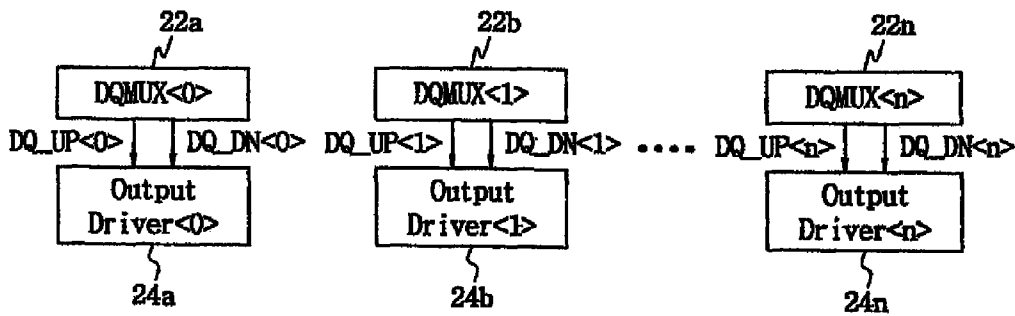 22a 22b 22n
DQMUX<0> DQMUX<1> DQMUX<n>
DQ_UP<0> DQ_DN<0> DQ_UP<1> DQ_DN<1> DQ_UP<n> DQ_DN<n>
Output Output Output
Driver<0> Driver<1> Driver<n>
24a 24b 24n